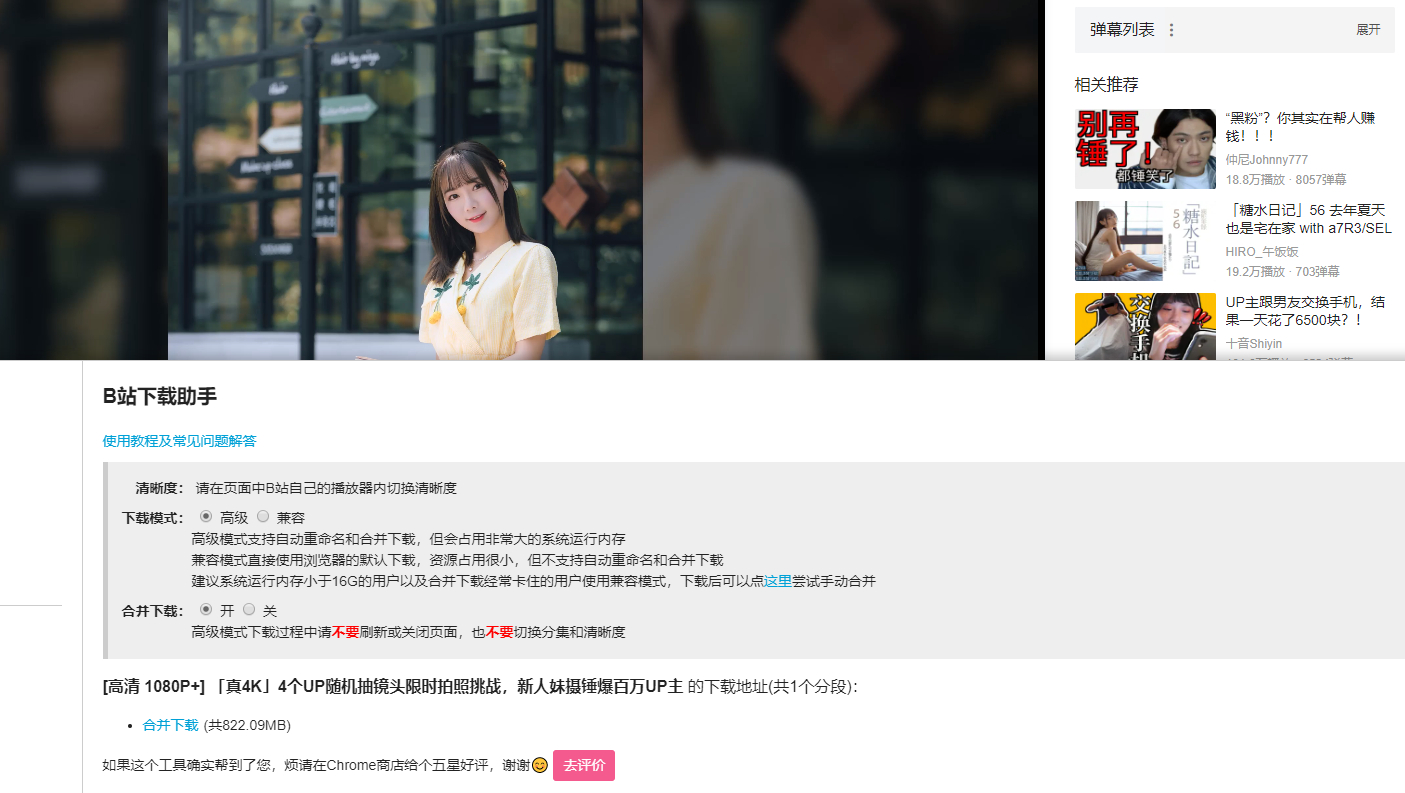 Hair by mige
Hair
Entertainment
弹幕列表
展开
相关推荐
别再
锤了！
都锤笑了
“黑粉”？你其实在帮人赚
钱！！！
仲尼Johnny777
18.8万播放 · 8057弹幕
「糖水日记」
56
「糖水日记」56 去年夏天
也是宅在家 with a7R3/SEL
HIRO_午饭饭
19.2万播放 · 703弹幕
交换手机
UP主跟男友交换手机，结
果一天花了6500块？！
十音Shiyin
B站下载助手
使用教程及常见问题解答
清晰度： 请在页面中B站自己的播放器内切换清晰度
下载模式： 高级 兼容
高级模式支持自动重命名和合并下载，但会占用非常大的系统运行内存
兼容模式直接使用浏览器的默认下载，资源占用很小，但不支持自动重命名和合并下载
建议系统运行内存小于16G的用户以及合并下载经常卡住的用户使用兼容模式，下载后可以点这里尝试手动合并
合并下载： 开 关
高级模式下载过程中请不要刷新或关闭页面，也不要切换分集和清晰度
[高清 1080P+] 「真4K」4个UP随机抽镜头限时拍照挑战，新人妹摄锤爆百万UP主 的下载地址(共1个分段)：
合并下载 (共822.09MB)
如果这个工具确实帮到了您，烦请在Chrome商店给个五星好评，谢谢😊 去评价